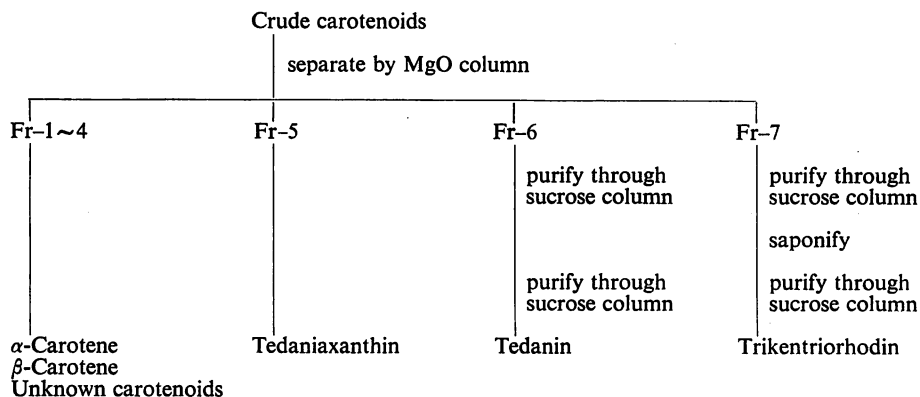 Crude carotenoids
separate by MgO column
Fr–1~4 Fr–5 Fr–6 Fr–7
purify through purify through
sucrose column sucrose column
saponify
purify through purify through
sucrose column sucrose column
α-Carotene Tedaniaxanthin Tedanin Trikentriorhodin
β-Carotene
Unknown carotenoids